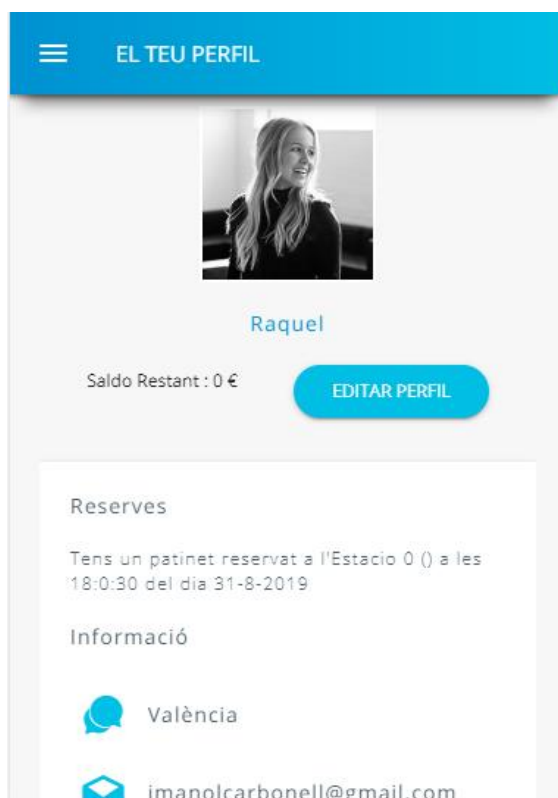 EL TEU PERFIL
Raquel
Saldo Restant : 0 €
EDITAR PERFIL
Reserves
Tens un patinet reservat a l'Estacio 0 () a les
18:0:30 del dia 31-8-2019
Informació
València
imanolcarbonell@gmail.com